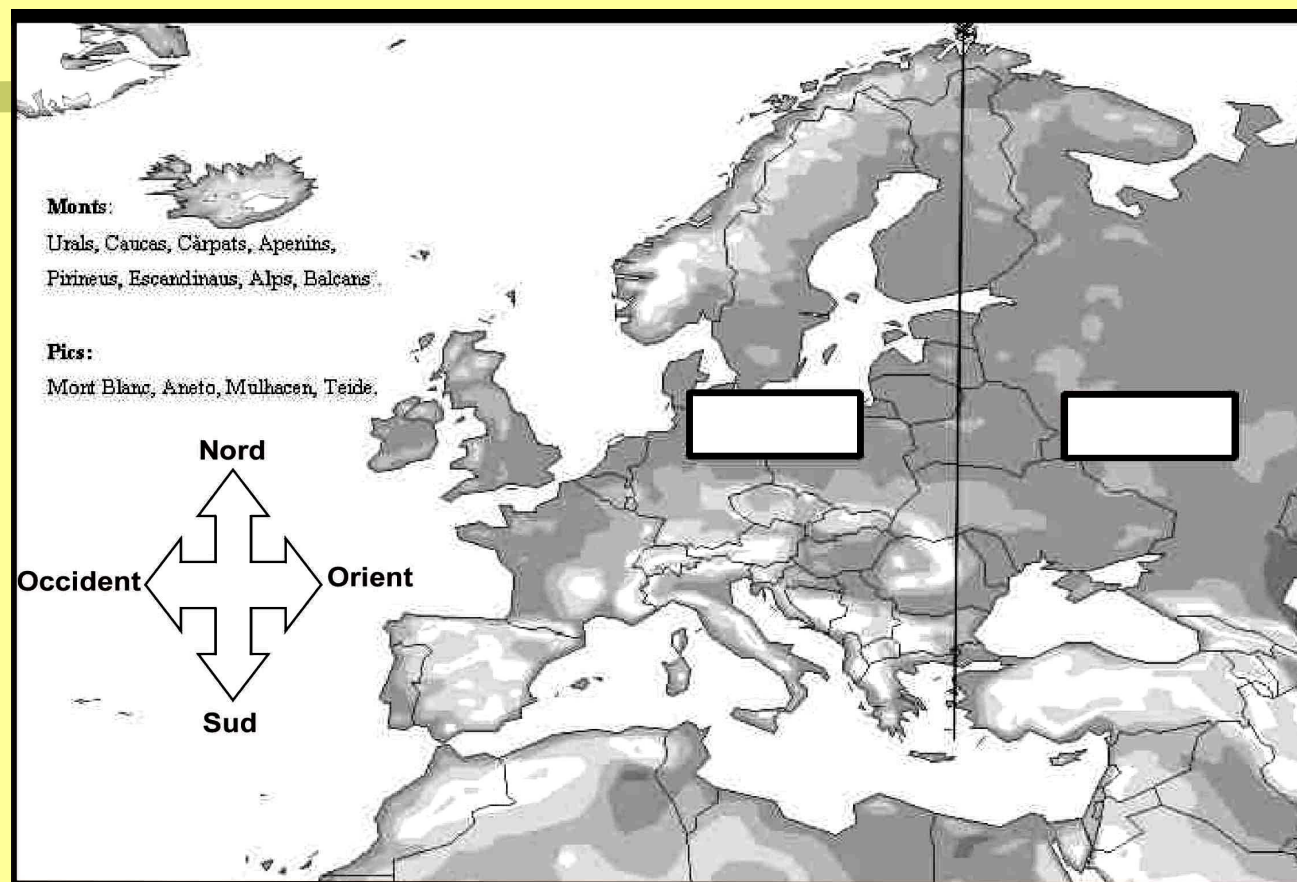 Monts:
Urals, Caucas, Càrpats, Apenins,
Pirineus, Escandinaus, Alps, Balcans.
Pics:
Mont Blanc, Aneto, Mulhacen, Teide.
Nord
Occident
Orient
Sud